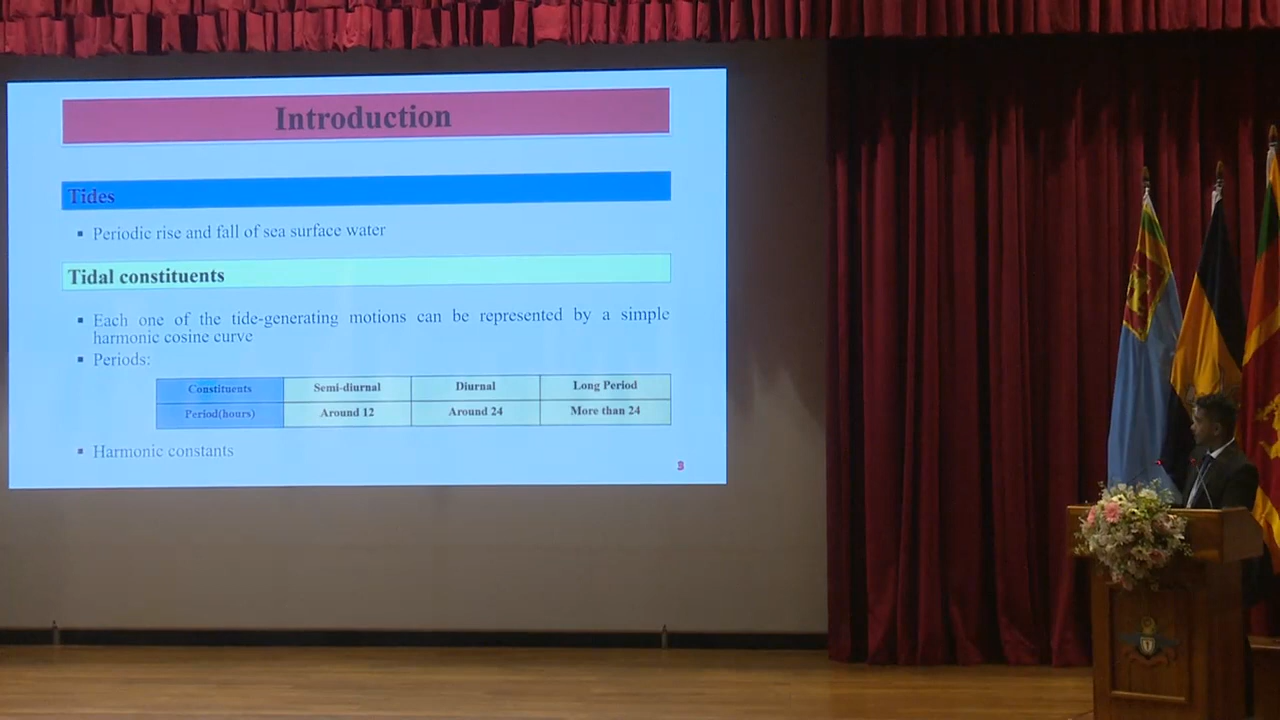 Introduction
Tides
▪ Periodic rise and fall of sea surface water
Tidal constituents
▪ Each one of the tide-generating motions can be represented by a simple
harmonic cosine curve
▪ Periods:
Constituents Semi-diurnal Diurnal Long Period
Period(hours) Around 12 Around 24 More than 24
▪ Harmonic constants
3